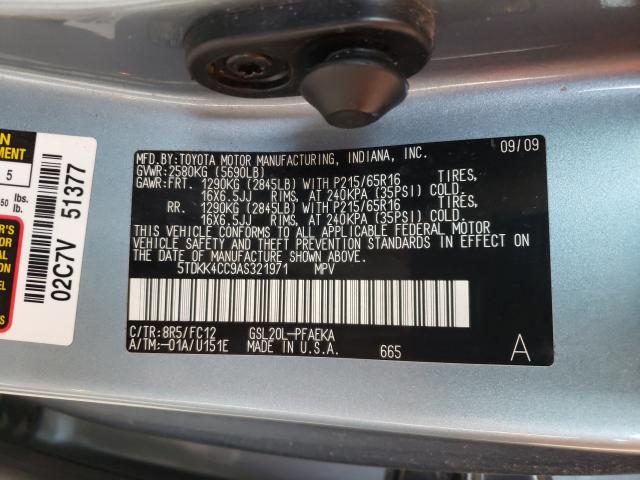 MFD. BY:TOYOTA MOTOR MANUFACTURING, INDIANA, INC. 09/09
GVWR:2580KG (5690LB)
GAWR:FRT. 1290KG (2845LB) WITH P215/65R16 TIRES,
16X6.5JJ RIMS, AT 240KPA (35PSI) COLD.
RR. 1290KG (2845LB) WITH P215/65R16 TIRES,
16X6.5JJ RIMS, AT 240KPA (35PSI) COLD.
THIS VEHICLE CONFORMS TO ALL APPLICABLE FEDERAL MOTOR
VEHICLE SAFETY AND THEFT PREVENTION STANDARDS IN EFFECT ON
THE DATE OF MANUFACTURE SHOWN ABOVE.
5TDKK4CC9AS321971 MPV
C/TR:8R5/FC12 GSL20L-PFAEKA
A/TM:-01A/U151E MADE IN U.S.A. 665 A
5
lbs.
Lb.
02C7V 51377